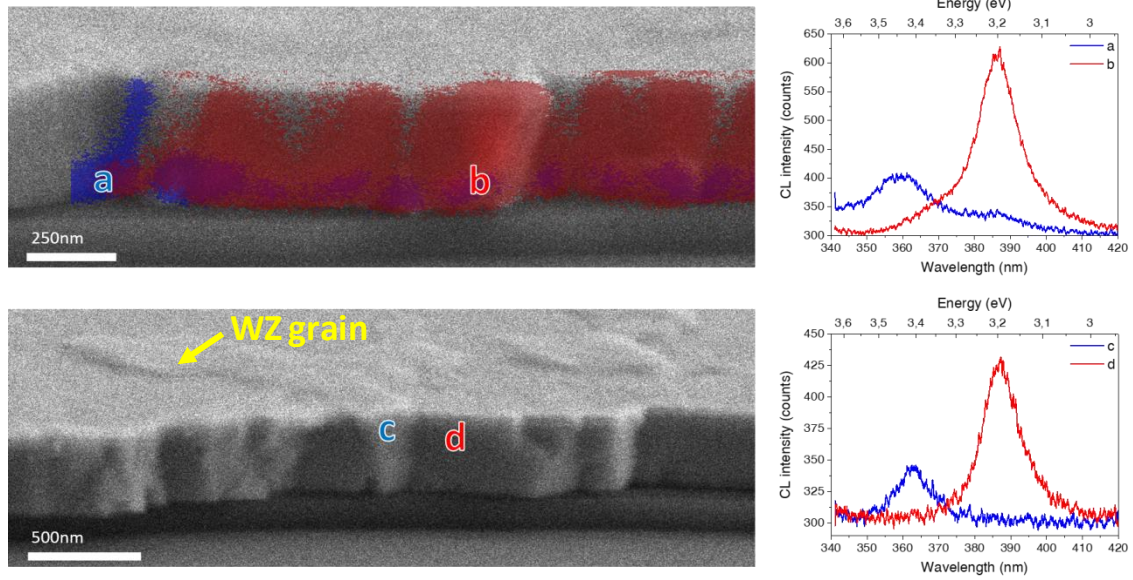 a
b
250nm
Energy (eV)
3,6 3,5 3,4 3,3 3,2 3,1 3
CL intensity (counts)
650
600
550
500
450
400
350
300
250
a
b
340 350 360 370 380 390 400 410 420
Wavelength (nm)
WZ grain
c
d
500nm
Energy (eV)
3,6 3,5 3,4 3,3 3,2 3,1 3
CL intensity (counts)
450
425
400
375
350
325
300
c
d
340 350 360 370 380 390 400 410 420
Wavelength (nm)